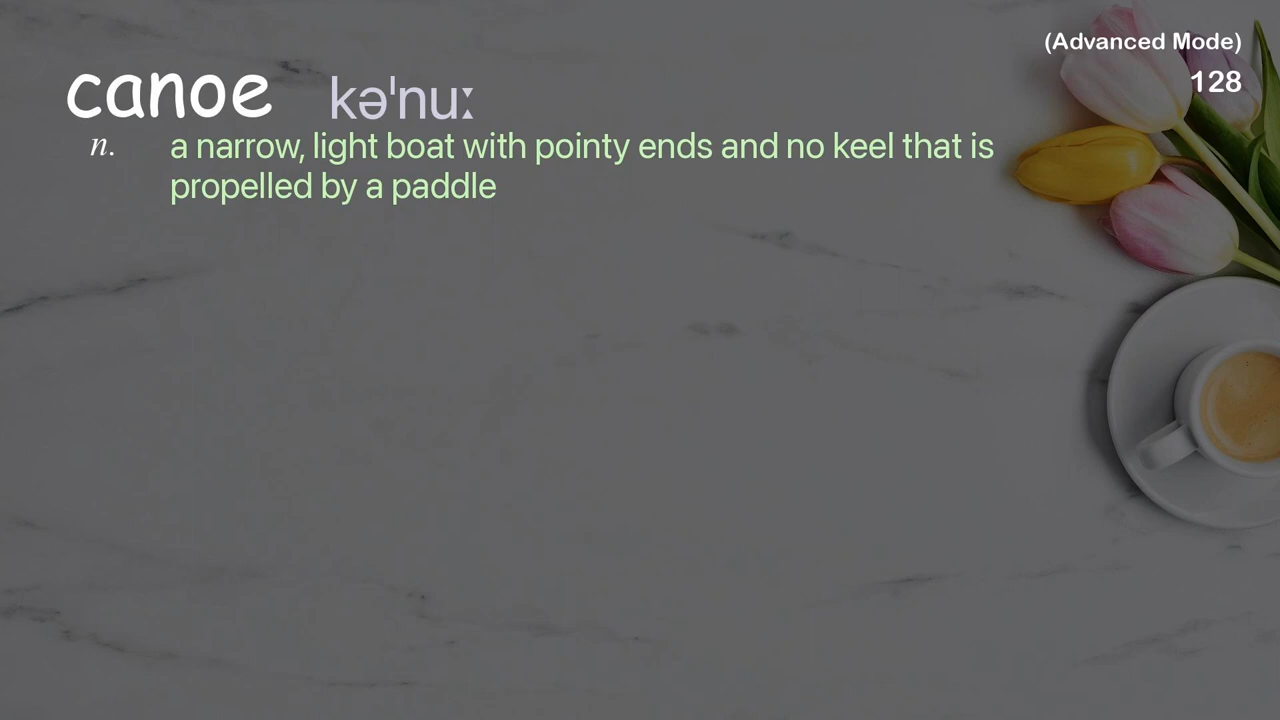 (Advanced Mode)
128
canoe kəˈnuː
n. a narrow, light boat with pointy ends and no keel that is
propelled by a paddle